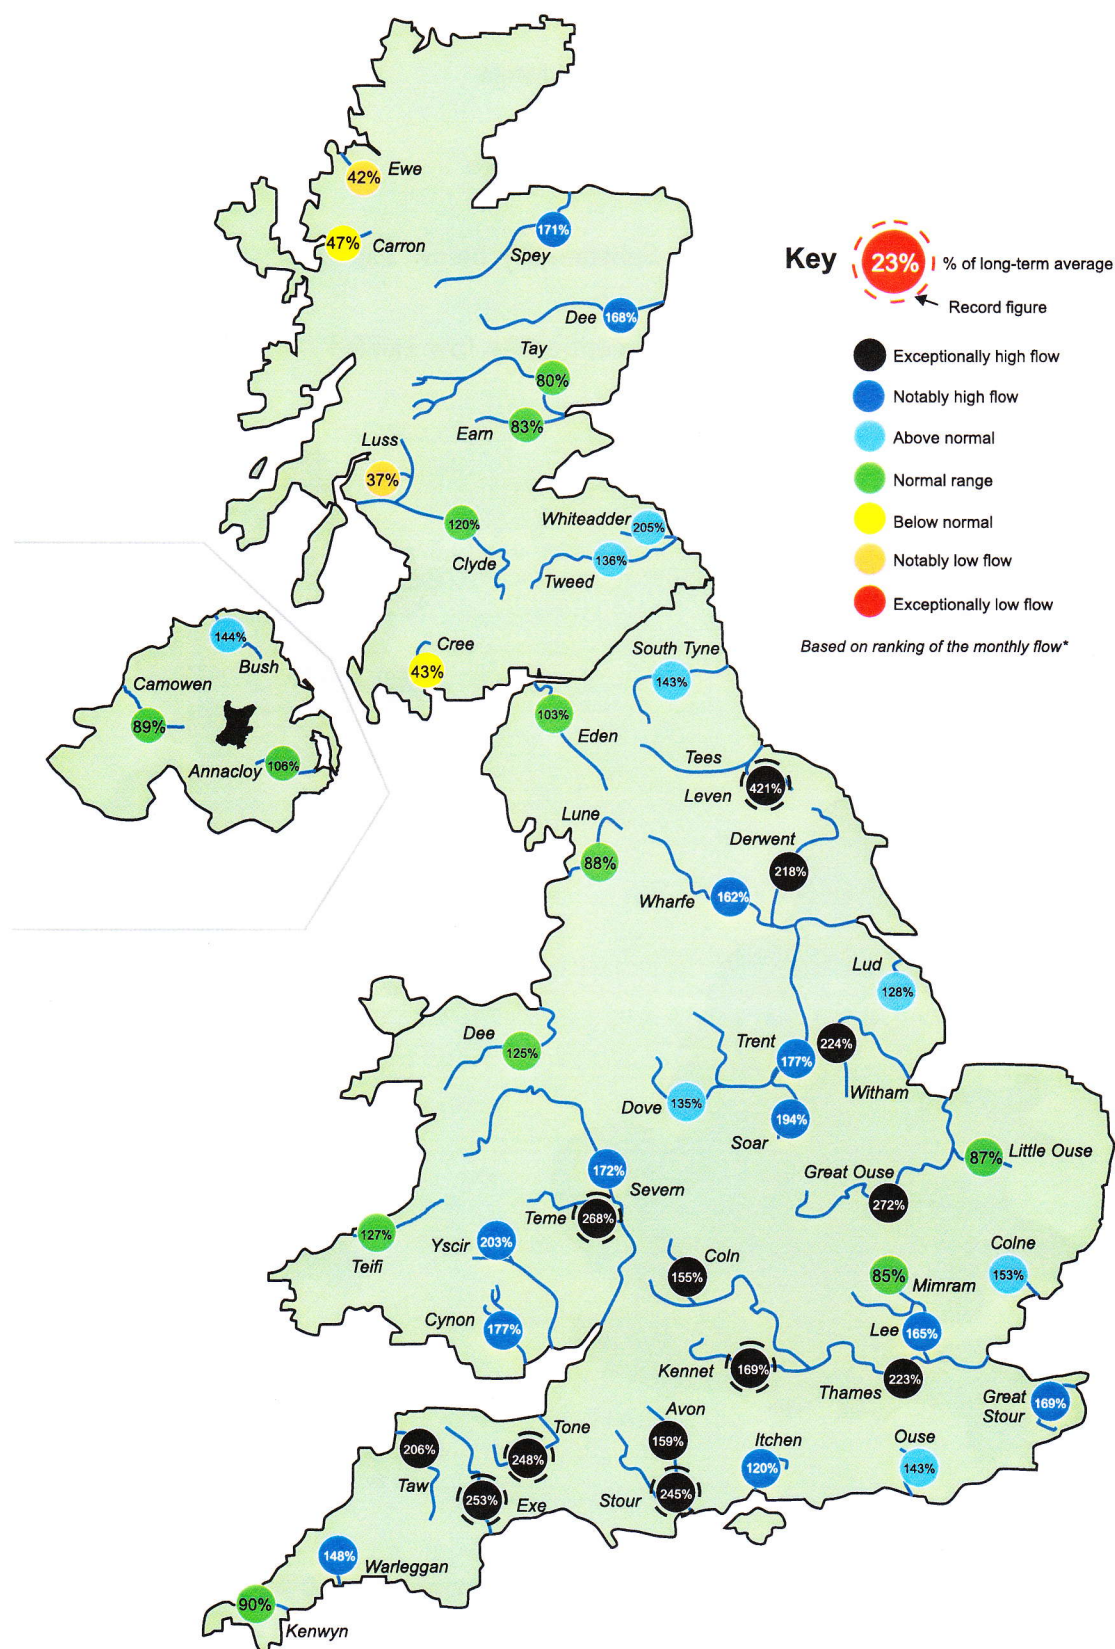 Ewe
42%
47%
Carron
171%
Spey
Key
23%
% of long-term average
Record figure
Dee
168%
Tay
80%
Earn
83%
Exceptionally high flow
Notably high flow
Above normal
Normal range
Below normal
Notably low flow
Exceptionally low flow
Based on ranking of the monthly flow*
Luss
37%
120%
Clyde
Whiteadder
205%
136%
Tweed
144%
Bush
Camowen
89%
Annacloy
106%
Cree
43%
South Tyne
143%
103%
Eden
Tees
Leven
421%
Lune
88%
Derwent
218%
Wharfe
162%
Lud
128%
Dee
125%
Trent
177%
224%
Witham
Dove
135%
Soar
194%
87%
Little Ouse
Great Ouse
272%
172%
Severn
Teme
268%
127%
Teifi
Yscir
203%
Cynon
177%
Coln
155%
85%
Mimram
Colne
153%
Lee
165%
Kennet
169%
Thames
223%
Great
Stour
169%
Avon
159%
Itchen
120%
Ouse
143%
Tone
248%
206%
Taw
253%
Exe
Stour
245%
148%
Warleggan
90%
Kenwyn